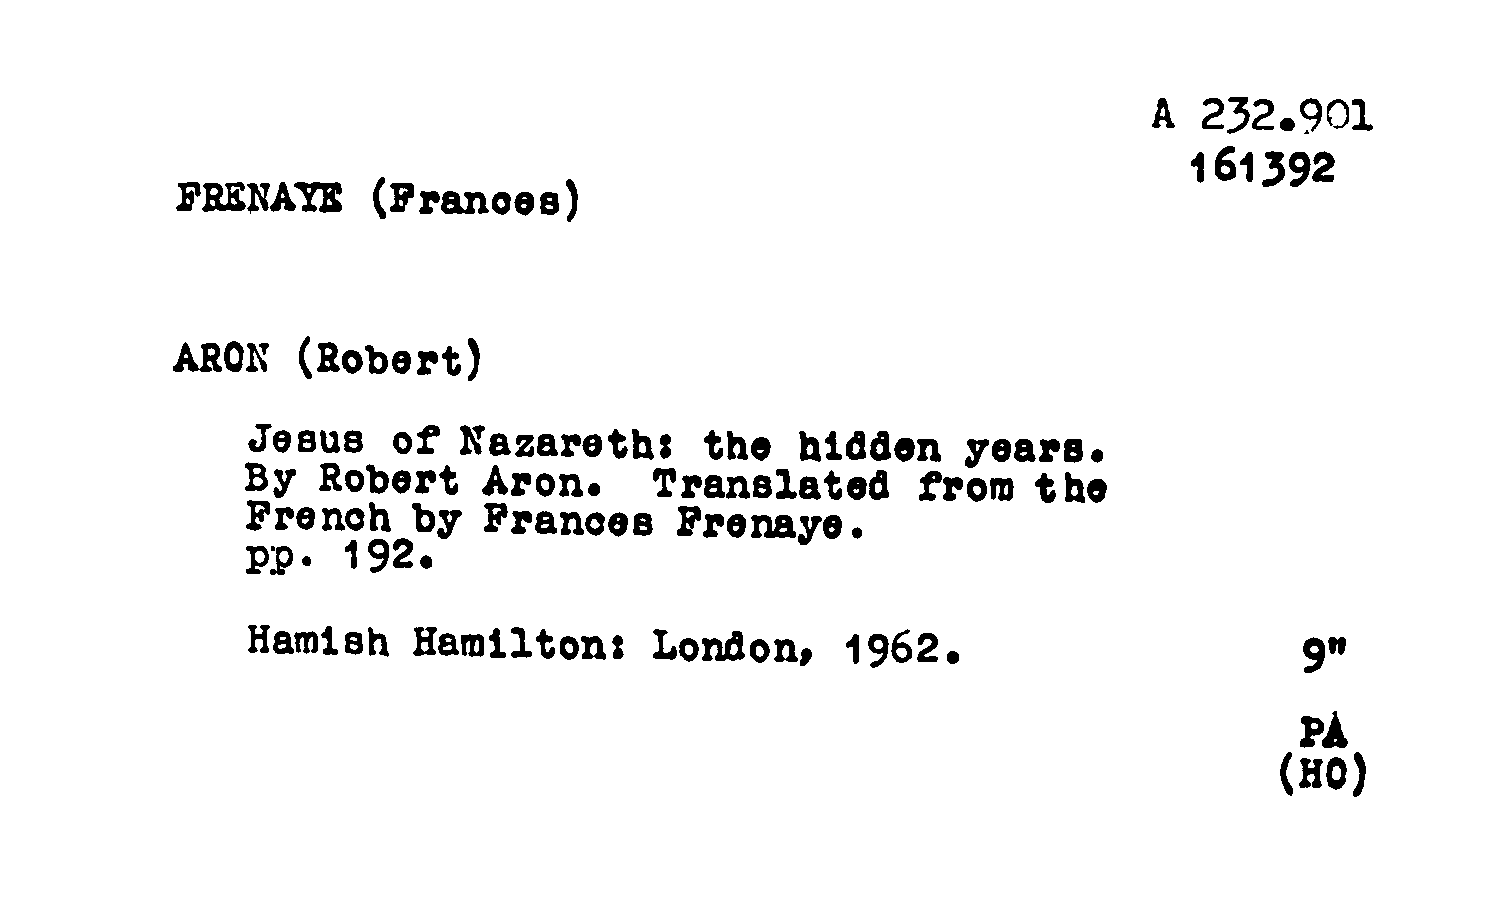 A 232.901
161392
FRENAYE (Frances)
ARON (Robert)
Jesus of Nazareth: the hidden years.
By Robert Aron. Translated from the
French by Frances Frenaye.
pp. 192.
Hamish Hamilton: London, 1962. 9"
PA
(HO)